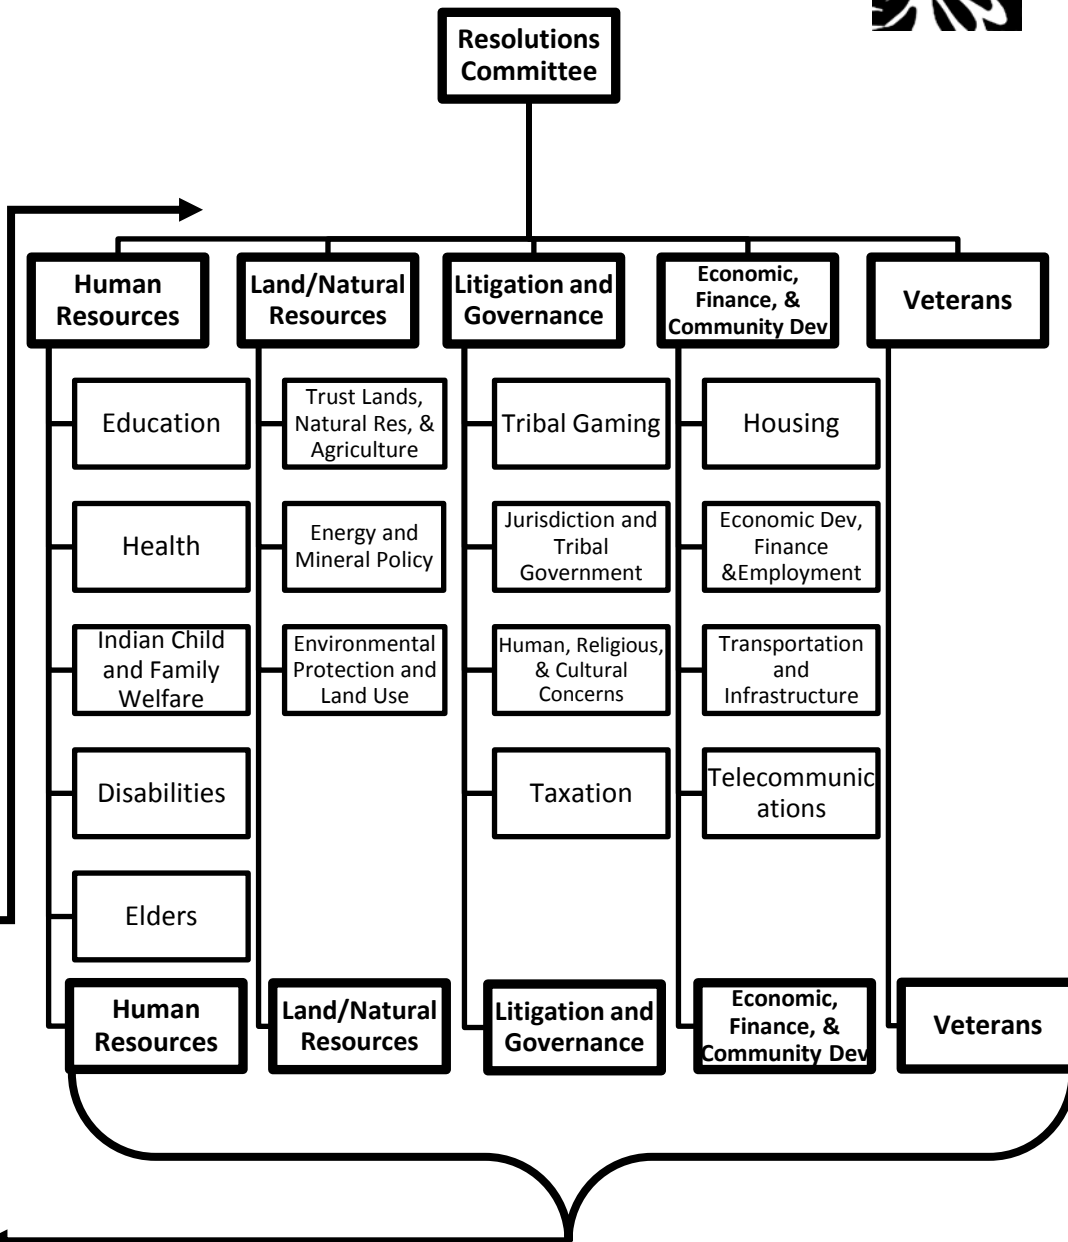 Resolutions
Committee
Human
Resources
Land/Natural
Resources
Litigation and
Governance
Economic,
Finance, &
Community Dev
Veterans
Education
Trust Lands,
Natural Res, &
Agriculture
Tribal Gaming
Housing
Health
Energy and
Mineral Policy
Jurisdiction and
Tribal
Government
Economic Dev,
Finance
&Employment
Indian Child
and Family
Welfare
Environmental
Protection and
Land Use
Human, Religious,
& Cultural
Concerns
Transportation
and
Infrastructure
Disabilities
Taxation
Telecommunic
ations
Elders
Human
Resources
Land/Natural
Resources
Litigation and
Governance
Economic,
Finance, &
Community Dev
Veterans